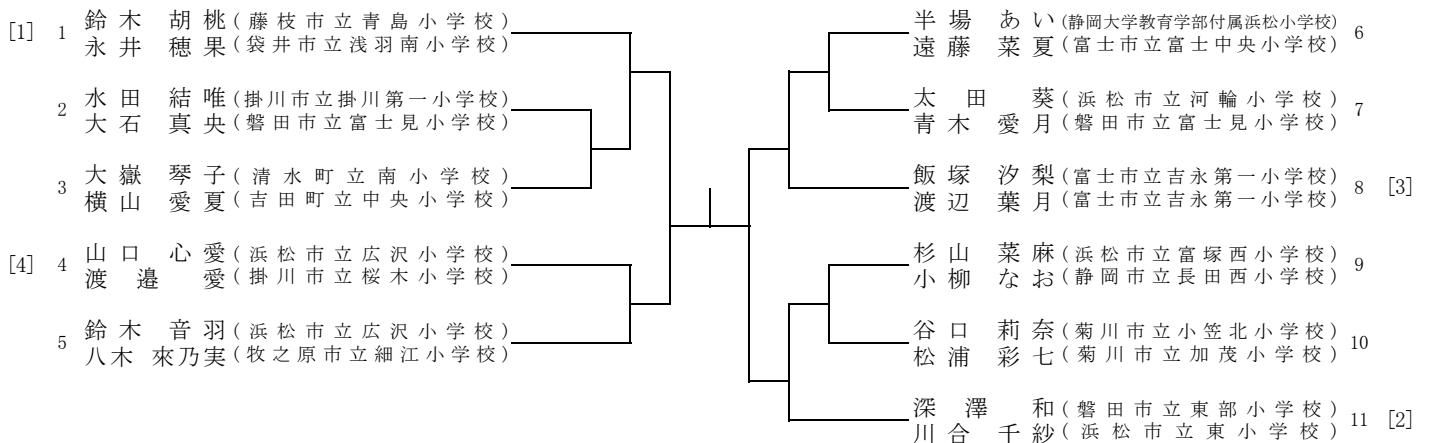 [1] 1 鈴木 胡桃(藤枝市立青島小学校)
永井 穂果(袋井市立浅羽南小学校)
2 水田 結唯(掛川市立掛川第一小学校)
大石 真央(磐田市立富士見小学校)
3 大嶽 琴子(清水町立南小学校)
横山 愛夏(吉田町立中央小学校)
[4] 4 山口 心愛(浜松市立広沢小学校)
渡邉 愛(掛川市立桜木小学校)
5 鈴木 音羽(浜松市立広沢小学校)
八木 來乃実(牧之原市立細江小学校)
半場 あい(静岡大学教育学部付属浜松小学校) 6
遠藤 菜夏(富士市立富士中央小学校)
太田 葵(浜松市立河輪小学校) 7
青木 愛月(磐田市立富士見小学校)
飯塚 汐梨(富士市立吉永第一小学校) 8 [3]
渡辺 葉月(富士市立吉永第一小学校)
杉山 菜麻(浜松市立富塚西小学校) 9
小柳 なお(静岡市立長田西小学校)
谷口 莉奈(菊川市立小笠北小学校) 10
松浦 彩七(菊川市立加茂小学校)
深澤 和(磐田市立東部小学校) 11 [2]
川合 千紗(浜松市立東小学校)